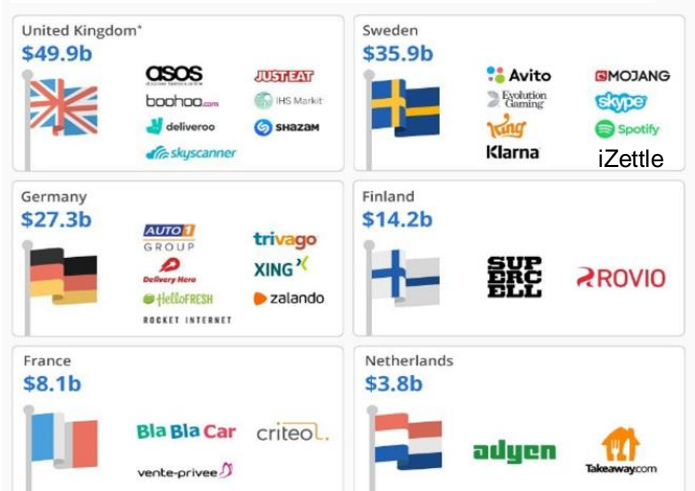 United Kingdom*
$49.9b
asos
JUST EAT
boohoo.com
IHS Markit
deliveroo
SHAZAM
skyscanner
Sweden
$35.9b
Avito
MOJANG
Evolution
Gaming
skype
King
Spotify
Klarna
iZettle
Germany
$27.3b
AUTO1
GROUP
trivago
Delivery Hero
XING
HelloFRESH
zalando
ROCKET INTERNET
Finland
$14.2b
SUP
ERC
ELL
ROVIO
France
$8.1b
Bla Bla Car
criteo
vente-privee
Netherlands
$3.8b
adyen
Takeaway.com